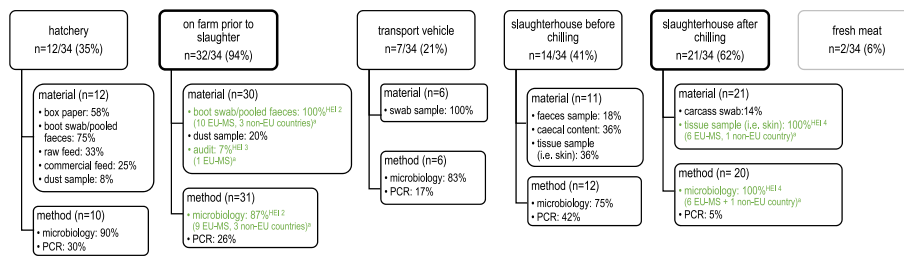 hatchery
n=12/34 (35%)
material (n=12)
• box paper: 58%
• boot swab/pooled
faeces: 75%
• raw feed: 33%
• commercial feed: 25%
• dust sample: 8%
method (n=10)
• microbiology: 90%
• PCR: 30%
on farm prior to
slaughter
n=32/34 (94%)
material (n=30)
• boot swab/pooled faeces: 100%HEI 2
(10 EU-MS, 3 non-EU countries)a
• dust sample: 20%
• audit: 7%HEI 3
(1 EU-MS)a
method (n=31)
• microbiology: 87%HEI 2
(9 EU-MS, 3 non-EU countries)a
• PCR: 26%
transport vehicle
n=7/34 (21%)
material (n=6)
• swab sample: 100%
method (n=6)
• microbiology: 83%
• PCR: 17%
slaughterhouse before
chilling
n=14/34 (41%)
material (n=11)
• faeces sample: 18%
• caecal content: 36%
• tissue sample
(i.e. skin): 36%
method (n=12)
• microbiology: 75%
• PCR: 42%
slaughterhouse after
chilling
n=21/34 (62%)
material (n=21)
• carcass swab:14%
• tissue sample (i.e. skin): 100%HEI 4
(6 EU-MS, 1 non-EU country)a
method (n= 20)
• microbiology: 100%HEI 4
(6 EU-MS + 1 non-EU country)a
• PCR: 5%
fresh meat
n=2/34 (6%)